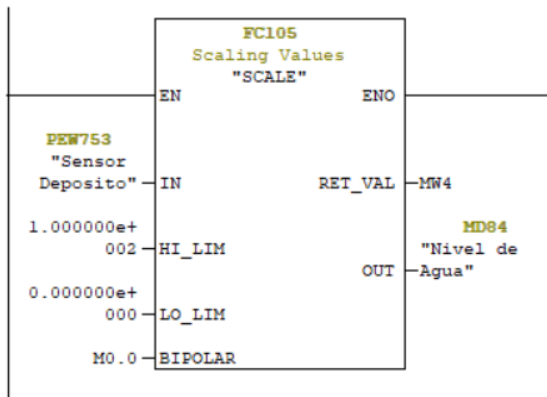 FC105
Scaling Values
"SCALE"
EN
ENO
PEW753
"Sensor
Deposito"
IN
RET_VAL
MW4
1.000000e+
002
HI_LIM
MD84
"Nivel de
Agua"
OUT
0.000000e+
000
LO_LIM
M0.0
BIPOLAR